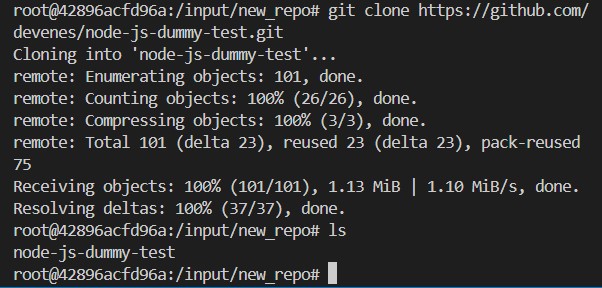 root@42896acfd96a:/input/new_repo# git clone https://github.com/
devenes/node-js-dummy-test.git
Cloning into 'node-js-dummy-test'...
remote: Enumerating objects: 101, done.
remote: Counting objects: 100% (26/26), done.
remote: Compressing objects: 100% (3/3), done.
remote: Total 101 (delta 23), reused 23 (delta 23), pack-reused
75
Receiving objects: 100% (101/101), 1.13 MiB | 1.10 MiB/s, done.
Resolving deltas: 100% (37/37), done.
root@42896acfd96a:/input/new_repo# ls
node-js-dummy-test
root@42896acfd96a:/input/new_repo#